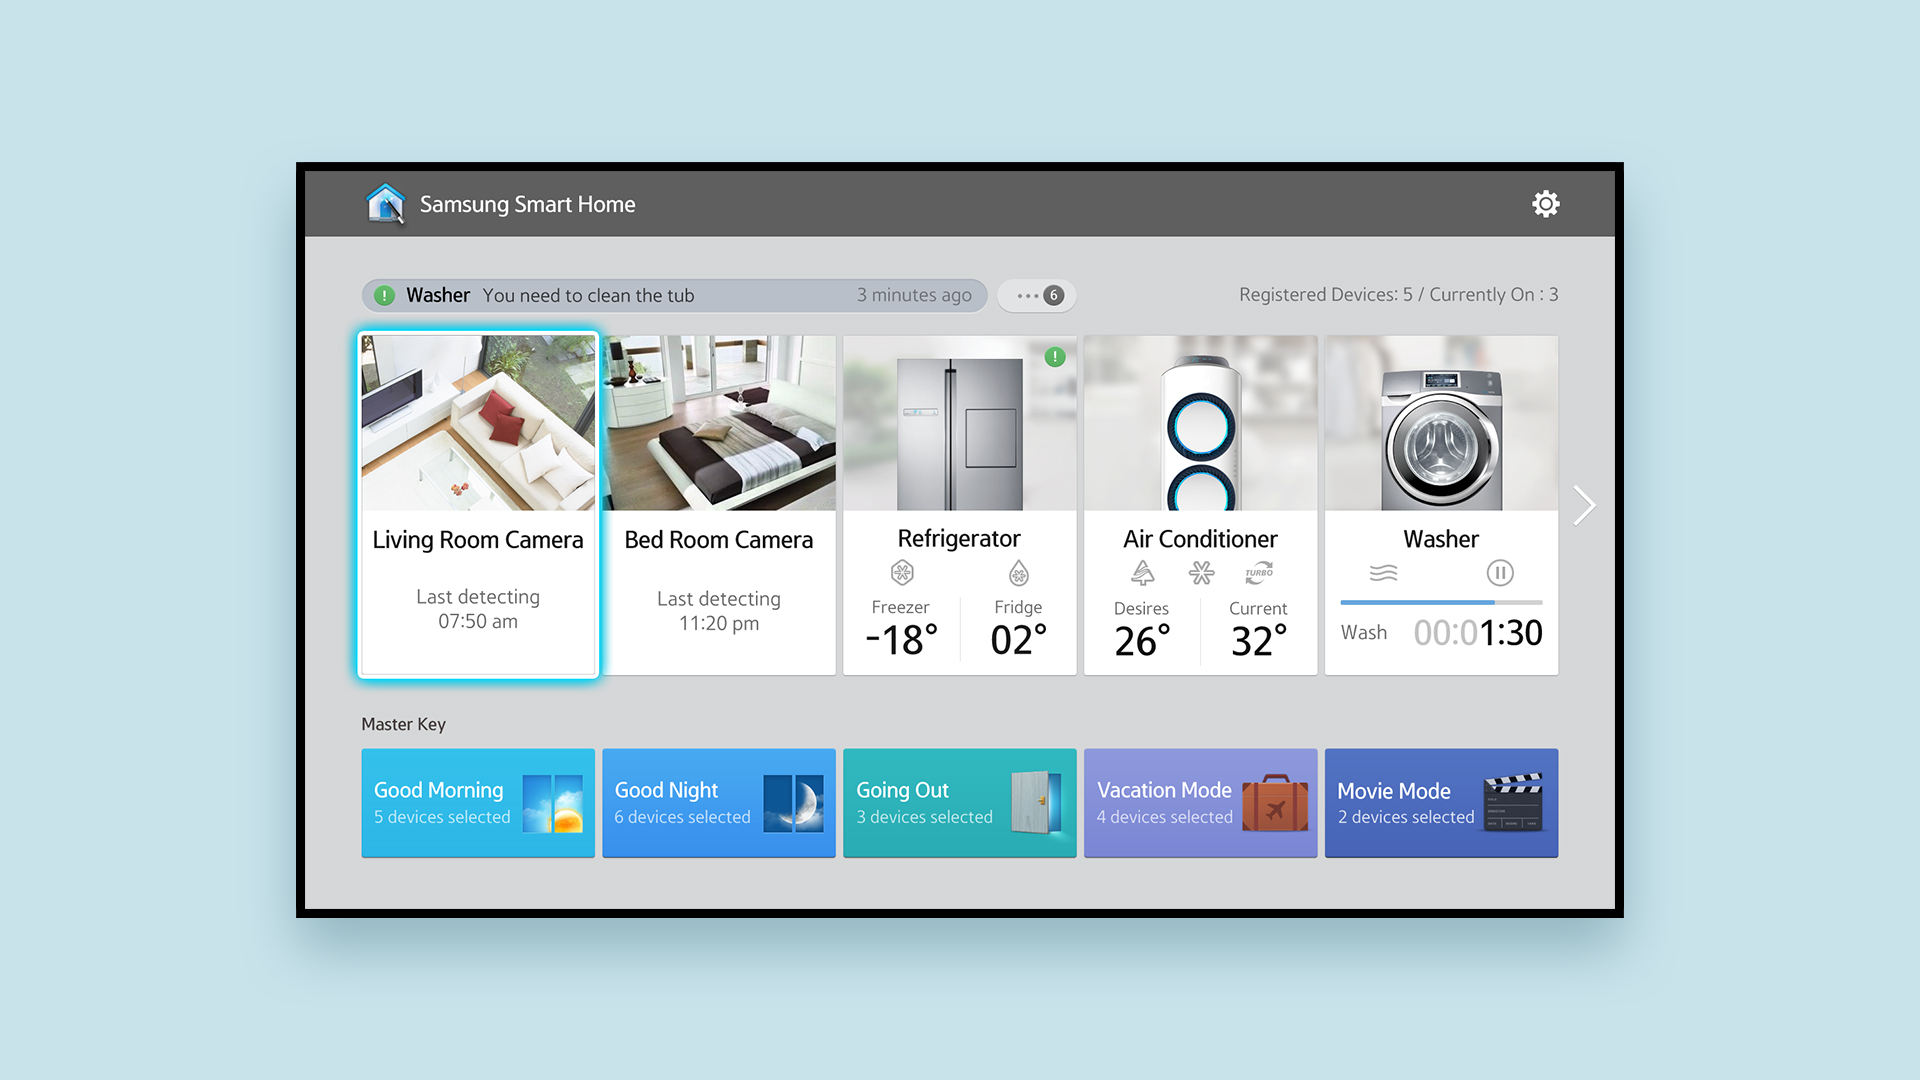 Samsung Smart Home
! Washer You need to clean the tub 3 minutes ago ••• 6 Registered Devices: 5 / Currently On : 3
!
Living Room Camera
Last detecting
07:50 am
Bed Room Camera
Last detecting
11:20 pm
Refrigerator
Freezer Fridge
-18° 02°
Air Conditioner
TURBO
Desires Current
26° 32°
Washer
Wash 00:01:30
Master Key
Good Morning
5 devices selected
Good Night
6 devices selected
Going Out
3 devices selected
Vacation Mode
4 devices selected
Movie Mode
2 devices selected